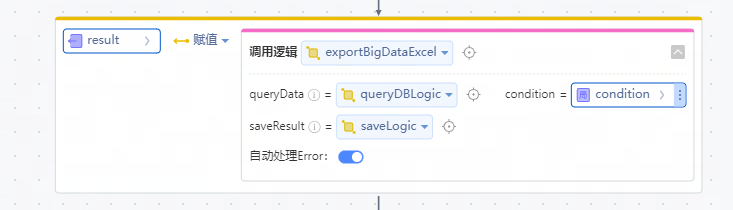 result 赋值
调用逻辑 exportBigDataExcel
queryData = queryDBLogic condition = condition
saveResult = saveLogic
自动处理Error: